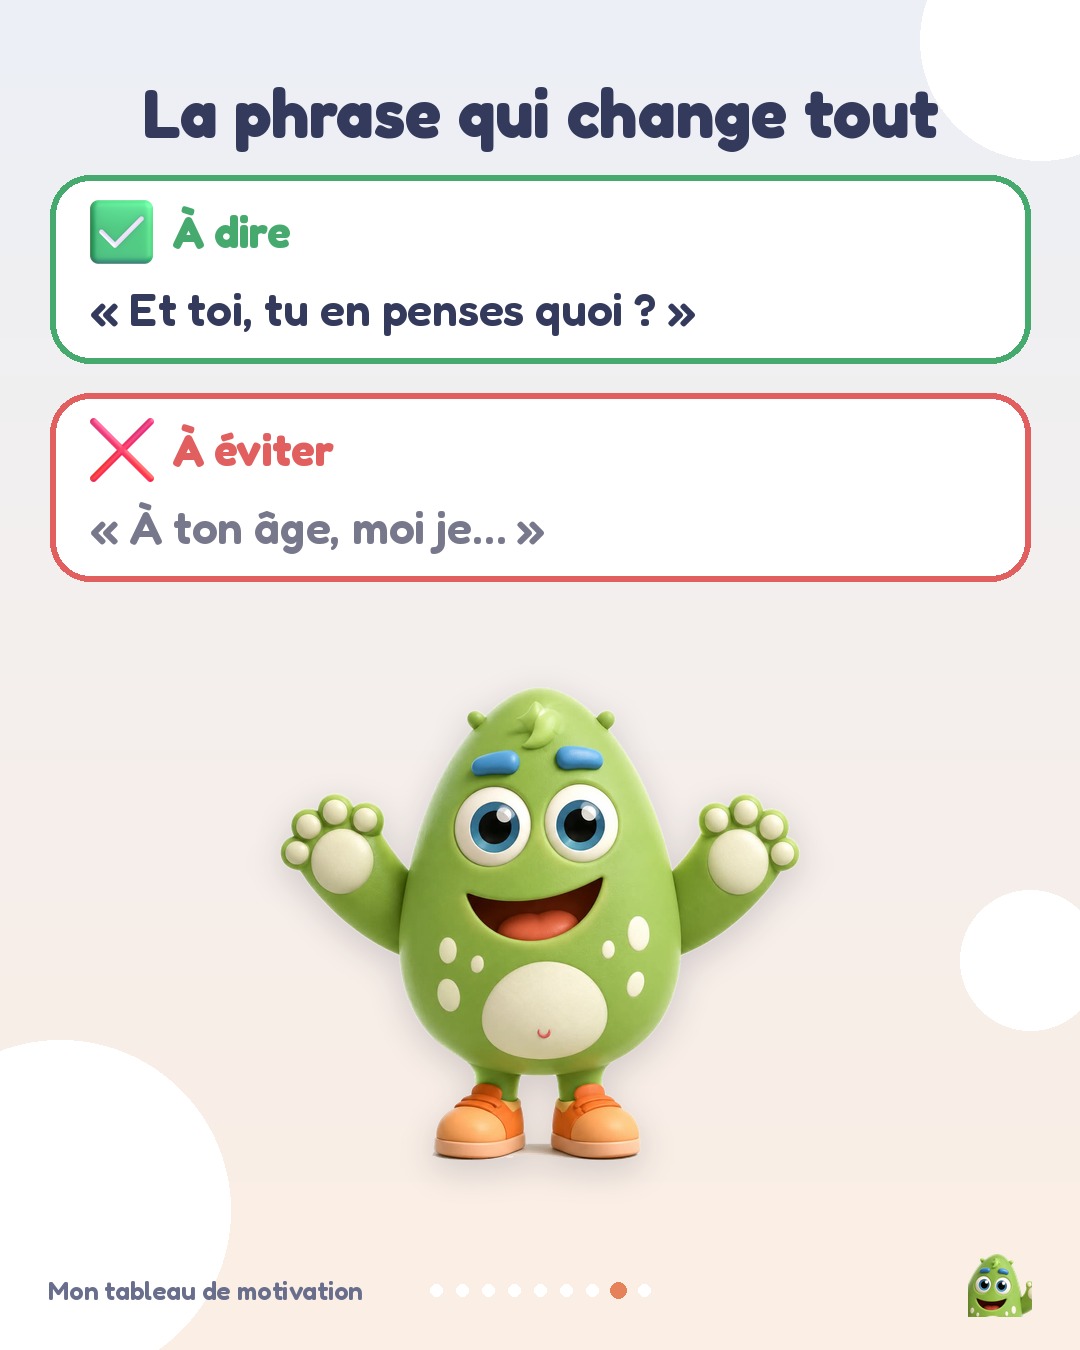 La phrase qui change tout
À dire
« Et toi, tu en penses quoi ? »
À éviter
« À ton âge, moi je... »
Mon tableau de motivation